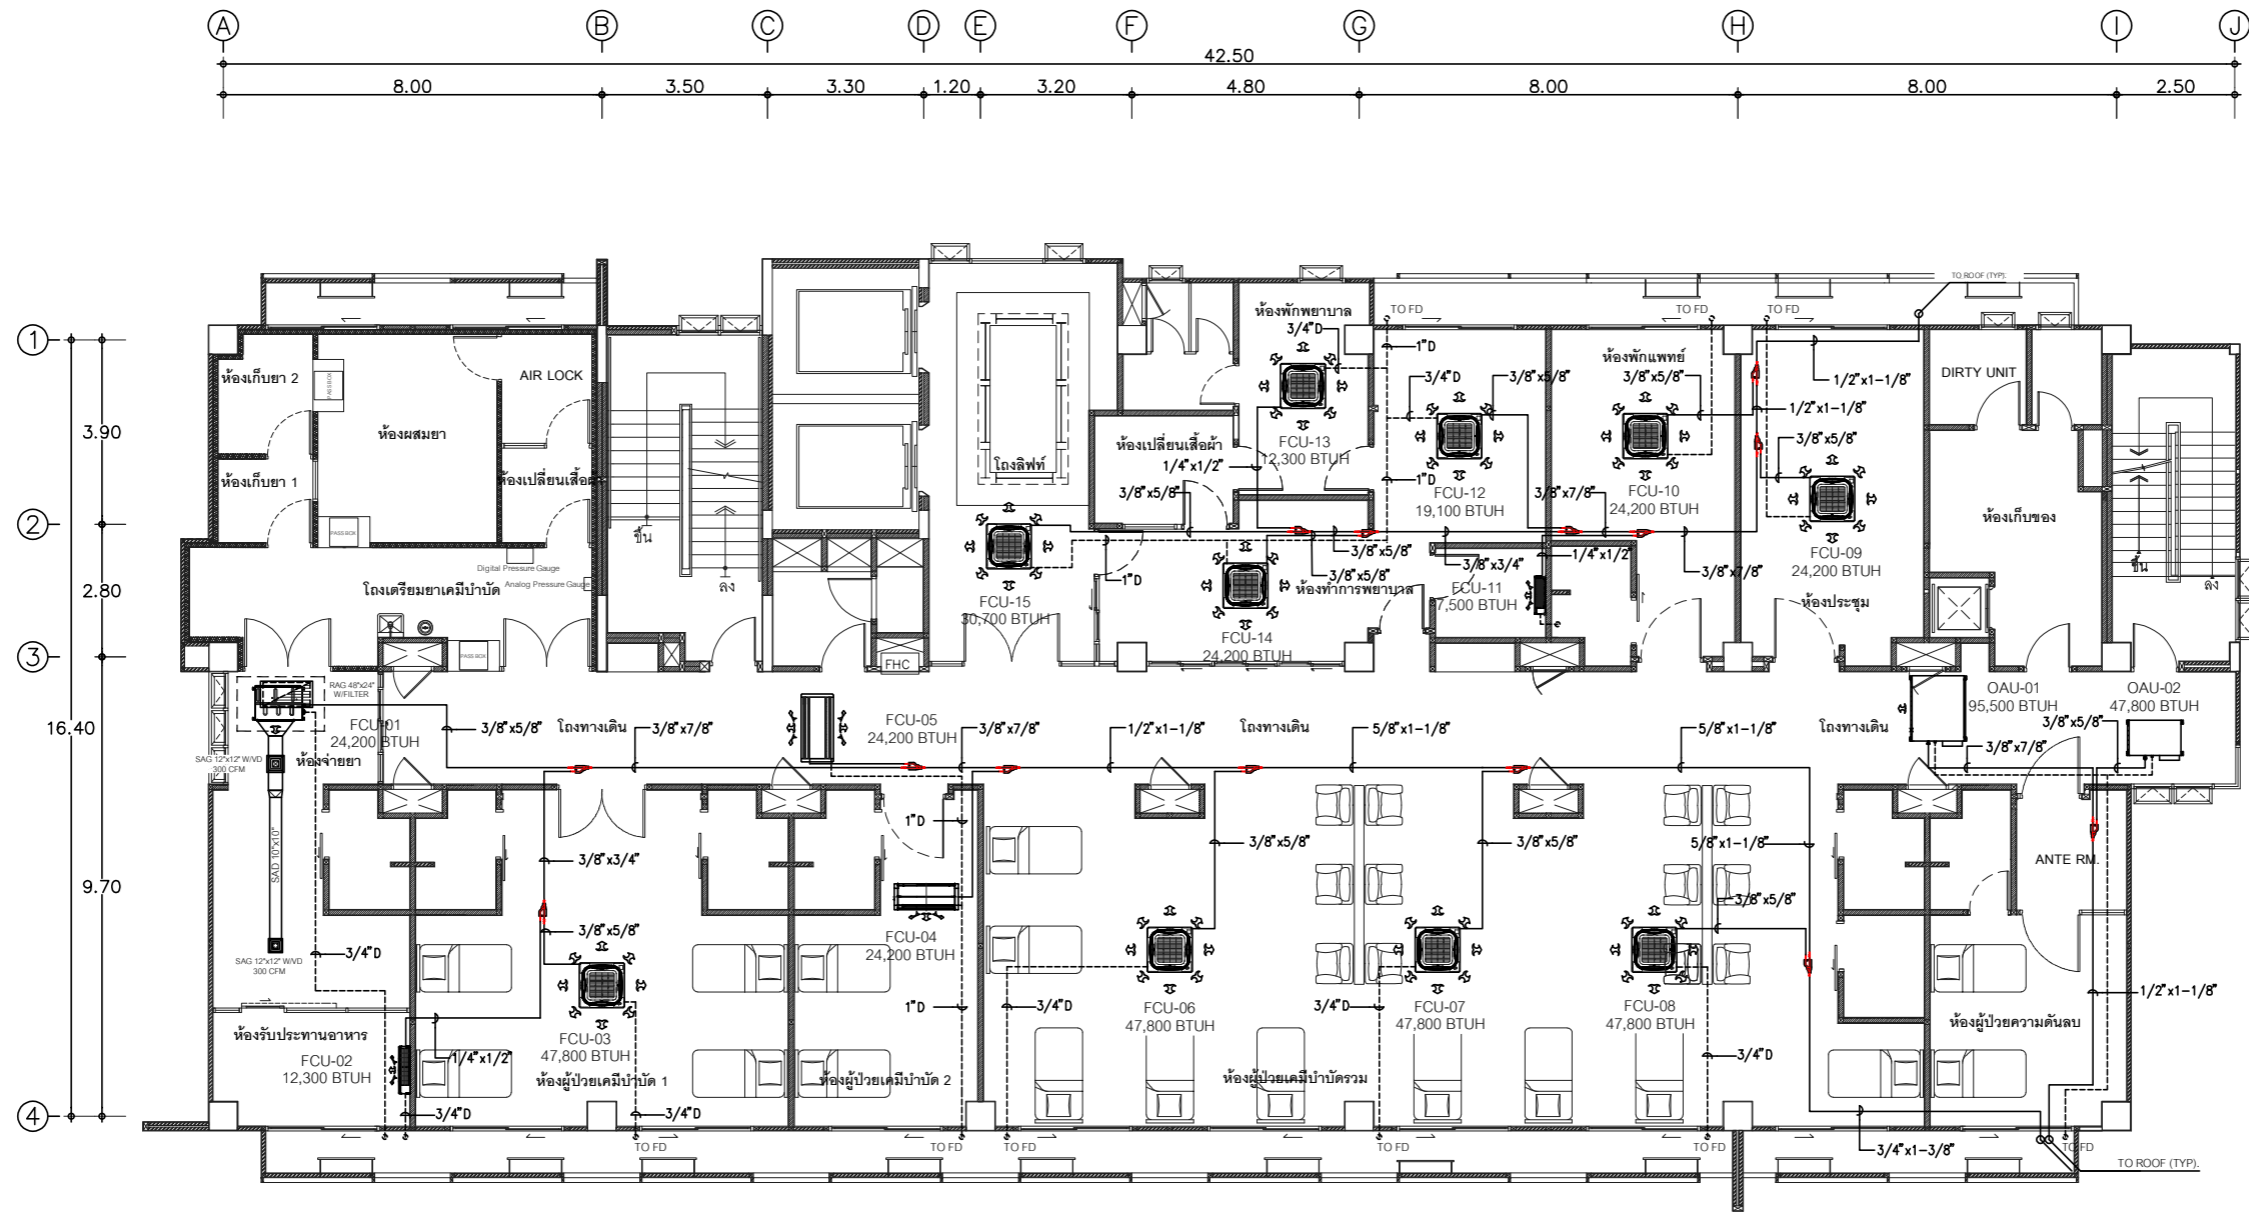 A B C D E F G H I J
42.50
8.00 3.50 3.30 1.20 3.20 4.80 8.00 8.00 2.50
TO ROOF (TYP).
TO FD TO FD TO FD
1
ห้องพักพยาบาล
3/4"D
1"D
ห้องพักแพทย์
ห้องเก็บยา 2
PASS BOX
AIR LOCK
3/4"D
3/8"x5/8"
3/8"x5/8"
1/2"x1-1/8"
DIRTY UNIT
1/2"x1-1/8"
3.90
ห้องผสมยา
ห้องเปลี่ยนเสื้อผ้า
FCU-13
12,300 BTUH
3/8"x5/8"
โถงลิฟท์
1/4"x1/2"
ห้องเก็บยา 1
ห้องเปลี่ยนเสื้อผ้า
1"D
3/8"x5/8"
FCU-12
19,100 BTUH
3/8"x7/8"
FCU-10
24,200 BTUH
2
PASS BOX
ขึ้น
ห้องเก็บของ
3/8"x5/8"
FCU-09
24,200 BTUH
Digital Pressure Gauge
Analog Pressure Gauge
3/8"x3/4"
1/4"x1/2"
3/8"x7/8"
ขึ้น
1"D
3/8"x5/8"
2.80
โถงเตรียมยาเคมีบำบัด
ลง
FCU-15
30,700 BTUH
ห้องทำการพยาบาล
FCU-11
7,500 BTUH
ห้องประชุม
ลง
FCU-14
24,200 BTUH
3
PASS BOX
FHC
RAG 48"x24"
W/FILTER
OAU-01
95,500 BTUH
OAU-02
47,800 BTUH
16.40
FCU-01
24,200 BTUH
3/8"x5/8"
โถงทางเดิน
3/8"x7/8"
FCU-05
24,200 BTUH
3/8"x7/8"
1/2"x1-1/8"
โถงทางเดิน
5/8"x1-1/8"
5/8"x1-1/8"
โถงทางเดิน
3/8"x5/8"
3/8"x7/8"
ห้องจ่ายยา
SAG 12"x12" W/VD
300 CFM
1"D
SAD 10"x10"
3/8"x3/4"
3/8"x5/8"
3/8"x5/8"
5/8"x1-1/8"
ANTE RM.
9.70
3/8"x5/8"
3/8"x5/8"
FCU-04
24,200 BTUH
SAG 12"x12" W/VD
300 CFM
3/4"D
1"D
3/4"D
FCU-06
47,800 BTUH
3/4"D
FCU-07
47,800 BTUH
FCU-08
47,800 BTUH
1/2"x1-1/8"
ห้องผู้ป่วยความดันลบ
ห้องรับประทานอาหาร
FCU-02
12,300 BTUH
1/4"x1/2"
FCU-03
47,800 BTUH
3/4"D
ห้องผู้ป่วยเคมีบำบัด 1
ห้องผู้ป่วยเคมีบำบัด 2
ห้องผู้ป่วยเคมีบำบัดรวม
4
3/4"D
3/4"D
TO FD TO FD TO FD TO FD TO FD TO FD
3/4"x1-3/8"
TO ROOF (TYP).